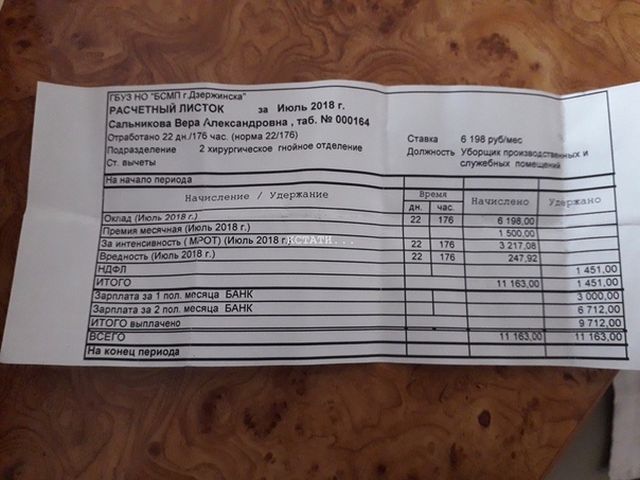 ГБУЗ НО "БСМП г.Дзержинска"
РАСЧЕТНЫЙ ЛИСТОК за Июль 2018 г.
Сальникова Вера Александровна , таб. № 000164
Отработано 22 дн./176 час. (норма 22/176) Ставка 6 198 руб/мес
Подразделение 2 хирургическое гнойное отделение Должность Уборщик производственных и
Ст. вычеты служебных помещений
На начало периода
Начисление / Удержание Время Начислено Удержано
дн. час.
Оклад (Июль 2018 г.) 22 176 6 198,00
Премия месячная (Июль 2018 г.) 1 500,00
За интенсивность ( МРОТ) (Июль 2018 г. КСТАТИ... 22 176 3 217,08
Вредность (Июль 2018 г.) 22 176 247,92
НДФЛ 1 451,00
ИТОГО 11 163,00 1 451,00
Зарплата за 1 пол. месяца БАНК 3 000,00
Зарплата за 2 пол. месяца БАНК 6 712,00
ИТОГО выплачено 9 712,00
ВСЕГО 11 163,00 11 163,00
На конец периода